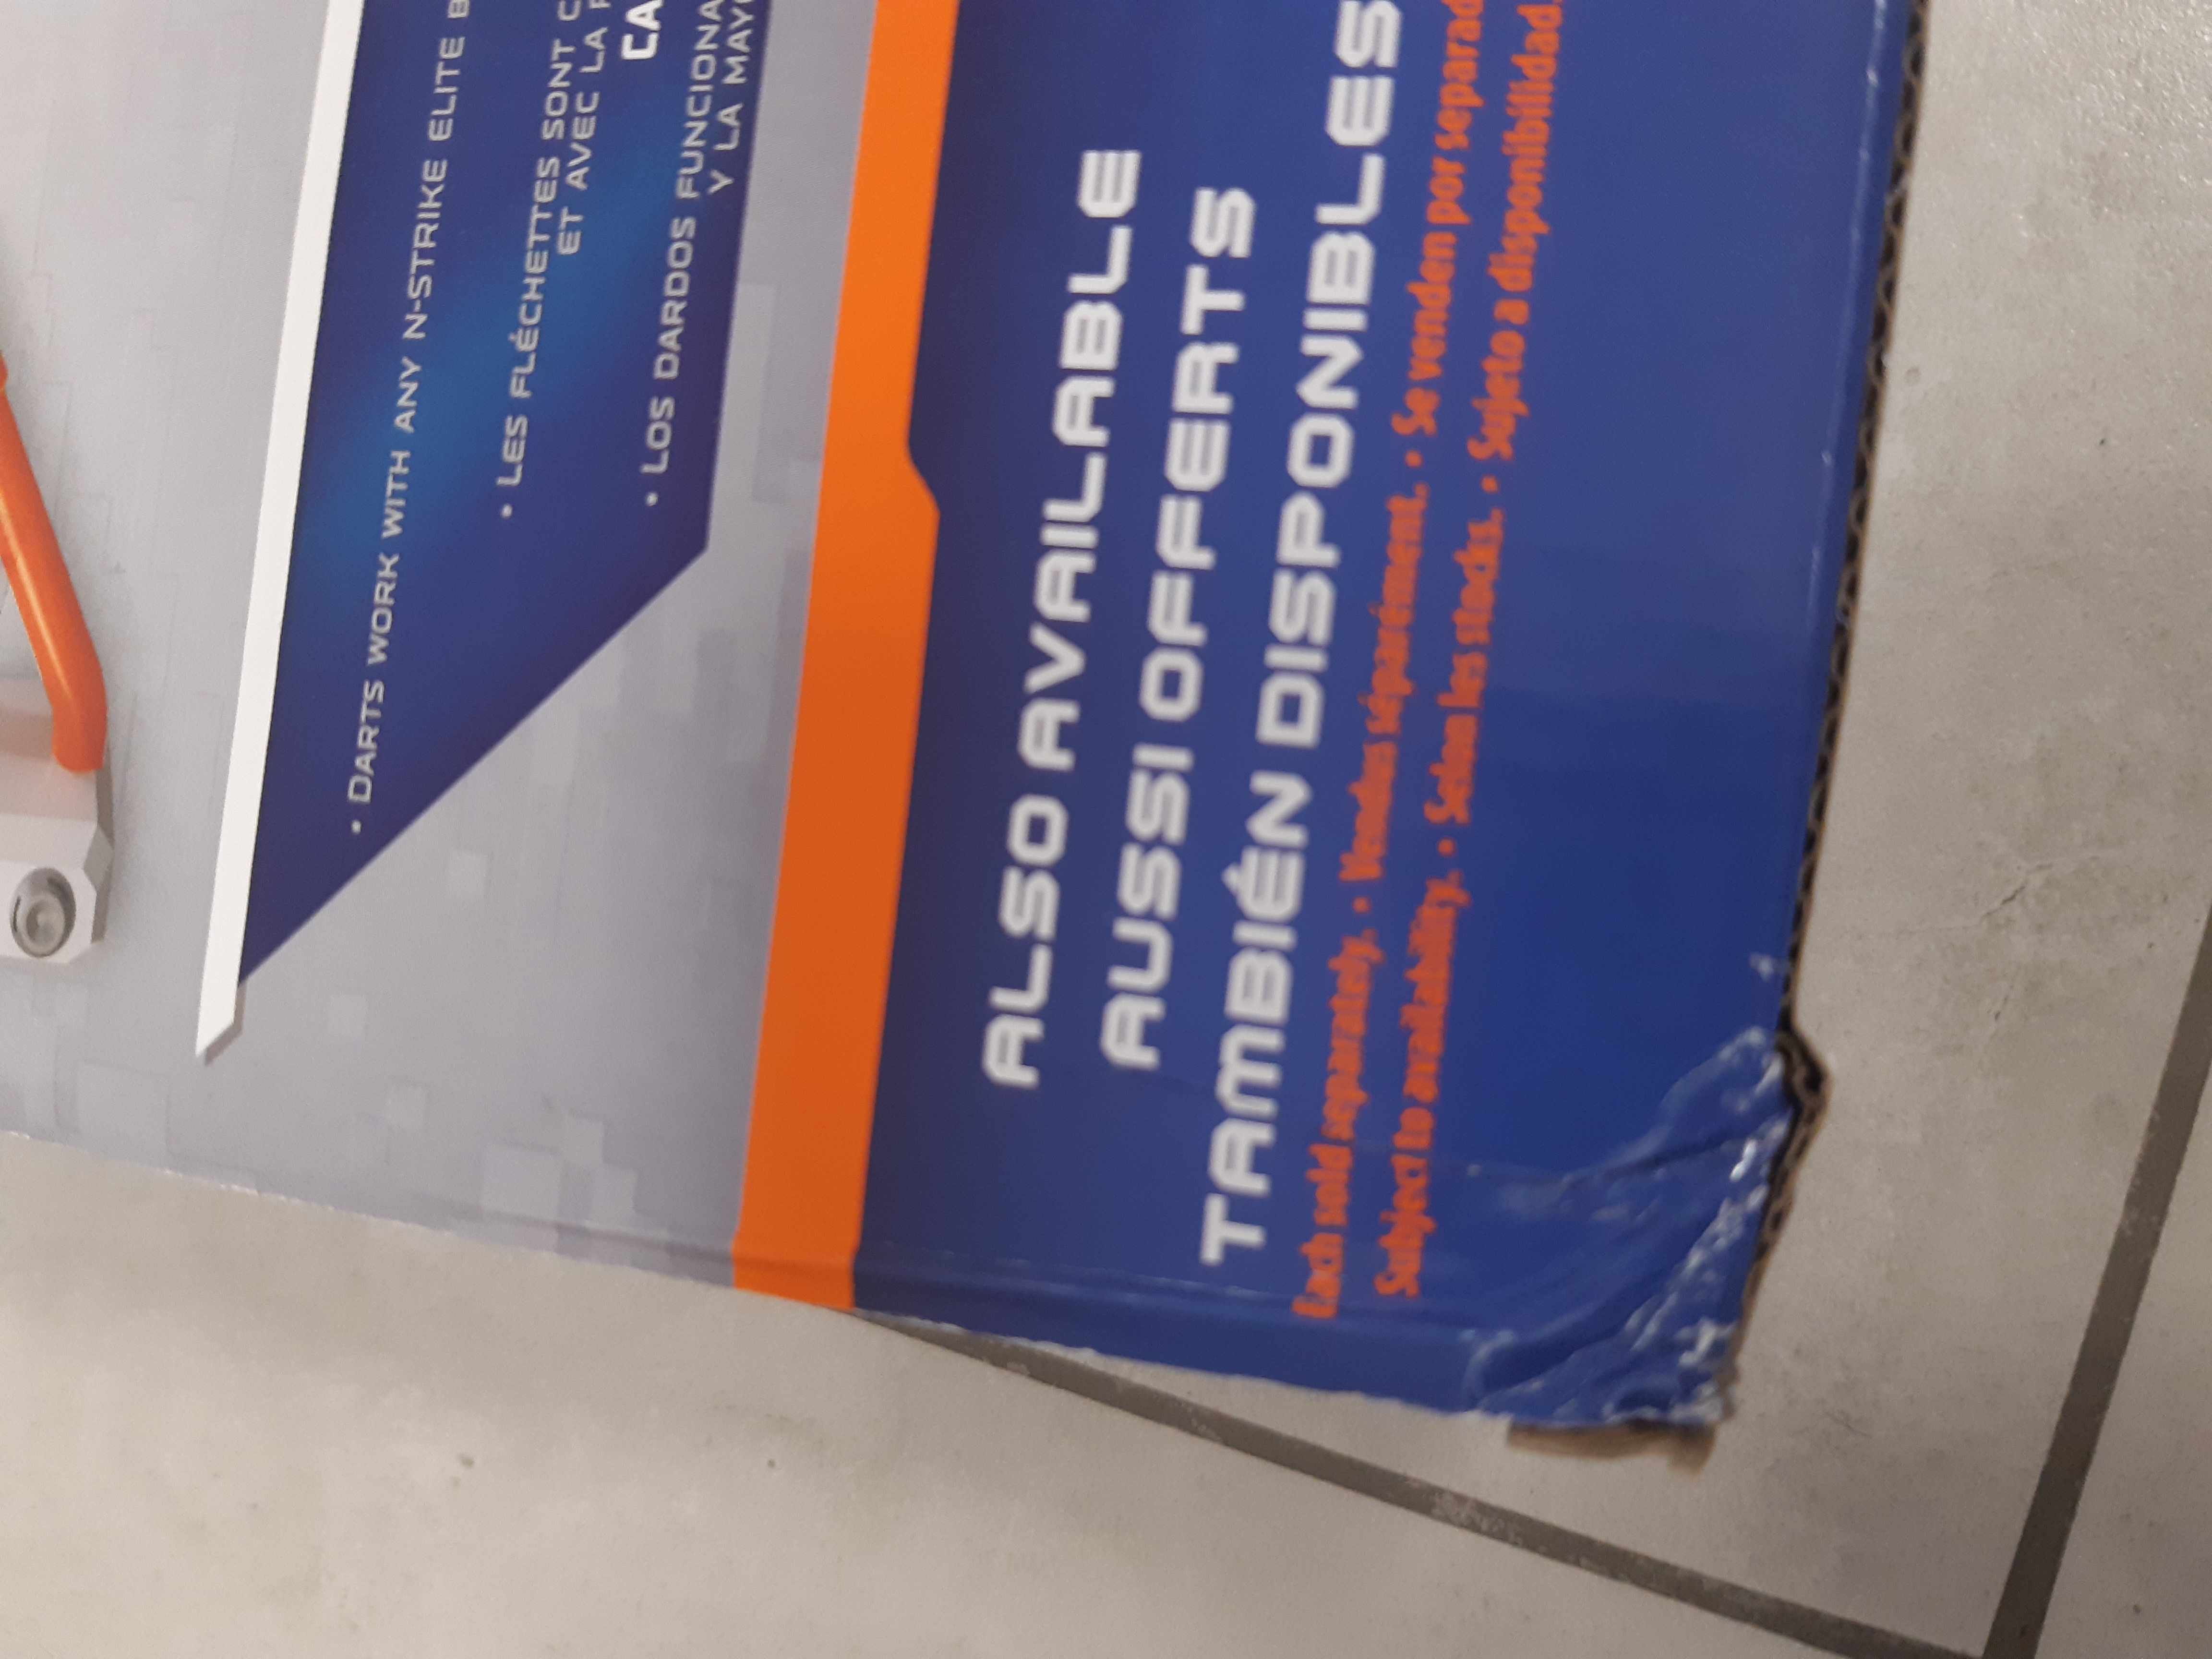 • DARTS WORK WITH ANY N-STRIKE ELITE B
• LES FLÉCHETTES SONT C
ET AVEC LA
CA
• LOS DARDOS FUNCIONA
Y LA MAY
ALSO AVAILABLE
AUSSI OFFERTS
TAMBIÉN DISPONIBLES
Each sold separately. • Vendus séparément. • Se venden por separad
Subject to availability. • Selon les stocks. • Sujeto a disponibilidad.